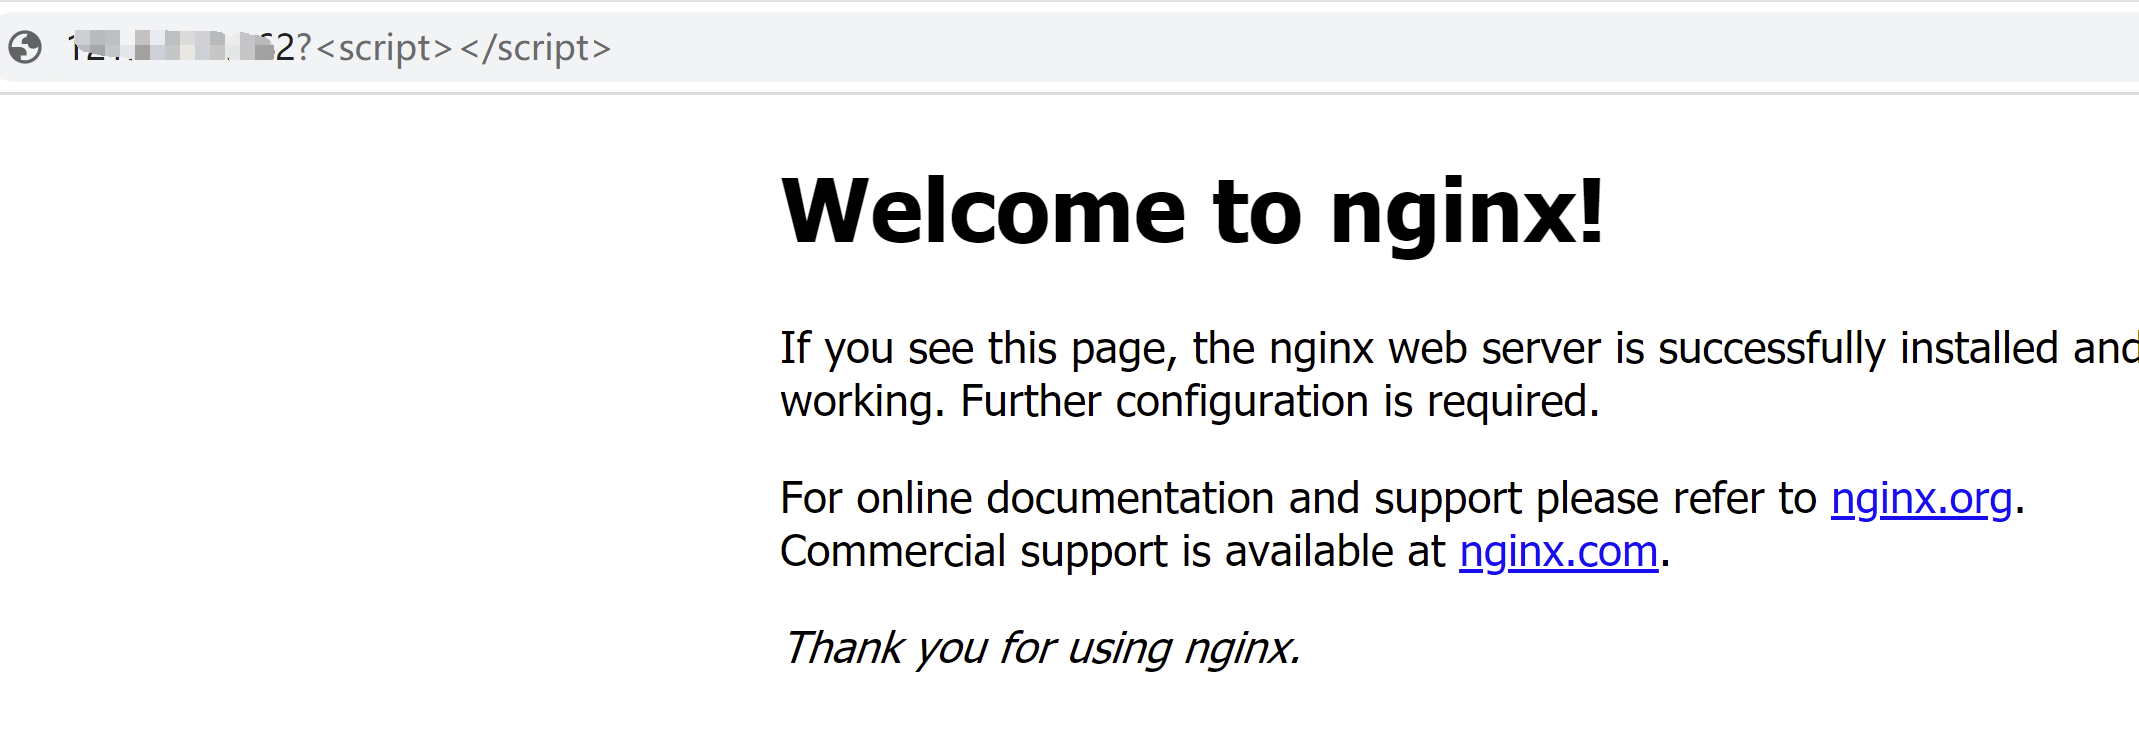 2?<script></script>
Welcome to nginx!
If you see this page, the nginx web server is successfully installed and
working. Further configuration is required.
For online documentation and support please refer to nginx.org.
Commercial support is available at nginx.com.
Thank you for using nginx.